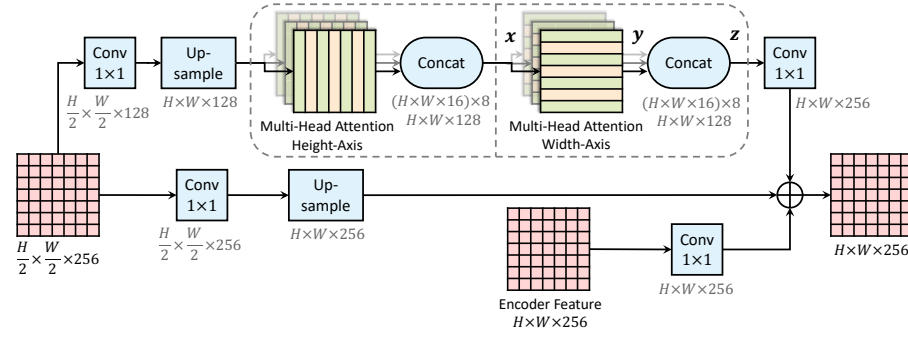 Conv
1×1
H/2 × W/2 ×128
Up-
sample
H×W×128
Multi-Head Attention
Height-Axis
Concat
(H×W×16)×8
H×W×128
x
y
z
Multi-Head Attention
Width-Axis
Concat
(H×W×16)×8
H×W×128
Conv
1×1
H×W×256
H/2 × W/2 ×256
Conv
1×1
H/2 × W/2 ×256
Up-
sample
H×W×256
Encoder Feature
H×W×256
Conv
1×1
H×W×256
H×W×256